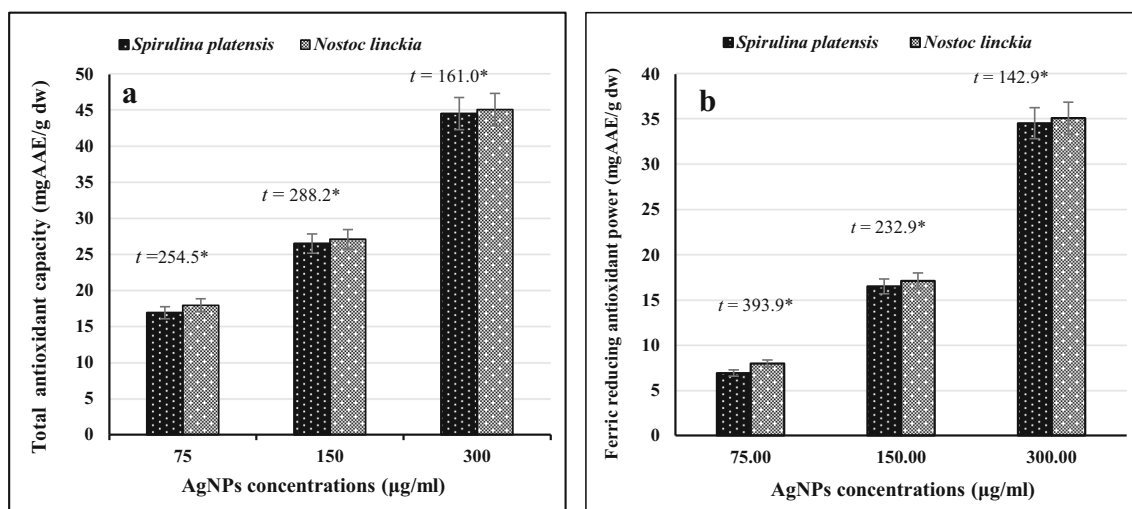 Spirulina platensis Nostoc linckia
a
Total antioxidant capacity (mgAAE/g dw)
50
45
40
35
30
25
20
15
10
5
0
t =254.5*
t = 288.2*
t = 161.0*
75 150 300
AgNPs concentrations (µg/ml)
Spirulina platensis Nostoc linckia
b
Ferric reducing antioxidant power (mgAAE/g dw)
40
35
30
25
20
15
10
5
0
t = 393.9*
t = 232.9*
t = 142.9*
75.00 150.00 300.00
AgNPs concentrations (µg/ml)